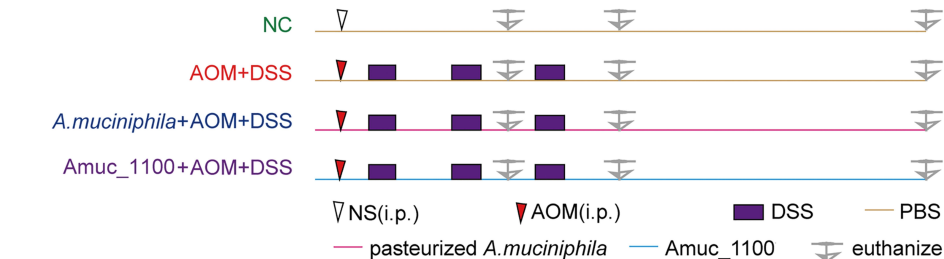 NC
AOM+DSS
A.muciniphila+AOM+DSS
Amuc_1100+AOM+DSS
NS(i.p.) AOM(i.p.) DSS PBS
pasteurized A.muciniphila Amuc_1100 euthanize